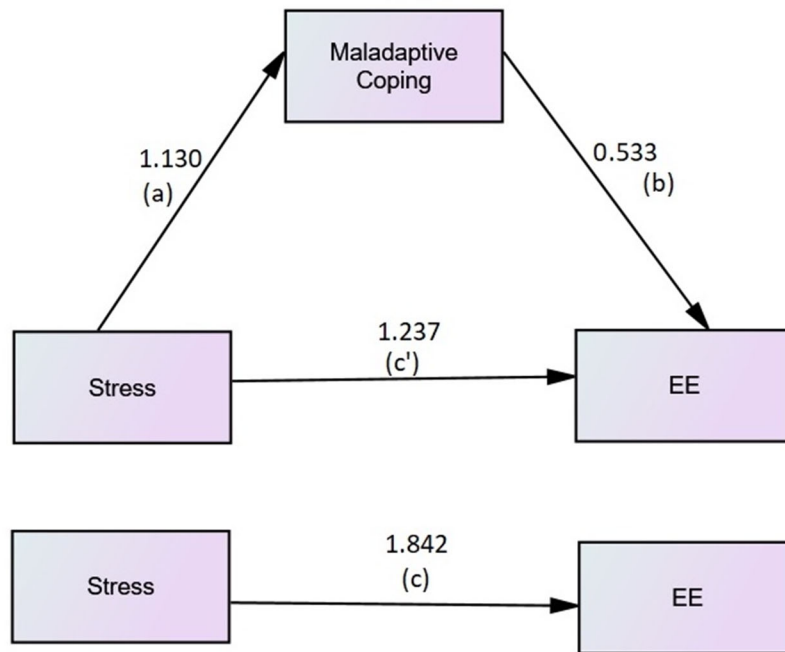 Maladaptive
Coping
1.130
(a)
0.533
(b)
1.237
(c')
Stress
EE
1.842
(c)
Stress
EE